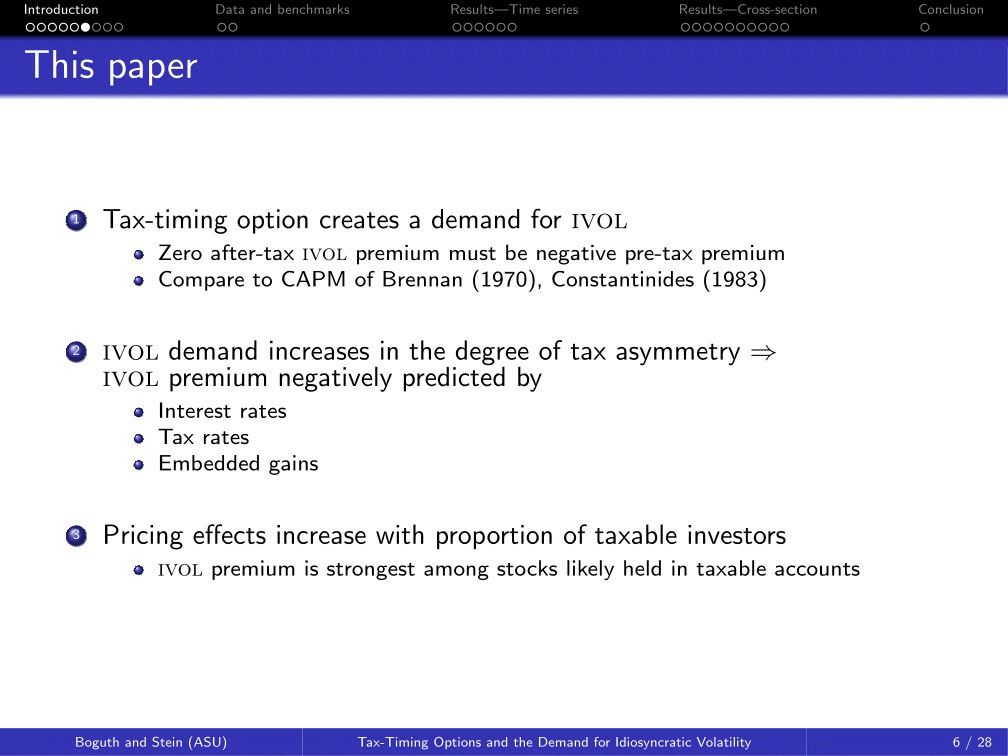 Introduction Data and benchmarks Results—Time series Results—Cross-section Conclusion
This paper
1 Tax-timing option creates a demand for IVOL
Zero after-tax IVOL premium must be negative pre-tax premium
Compare to CAPM of Brennan (1970), Constantinides (1983)
2 IVOL demand increases in the degree of tax asymmetry ⇒
IVOL premium negatively predicted by
Interest rates
Tax rates
Embedded gains
3 Pricing effects increase with proportion of taxable investors
IVOL premium is strongest among stocks likely held in taxable accounts
Boguth and Stein (ASU) Tax-Timing Options and the Demand for Idiosyncratic Volatility 6 / 28